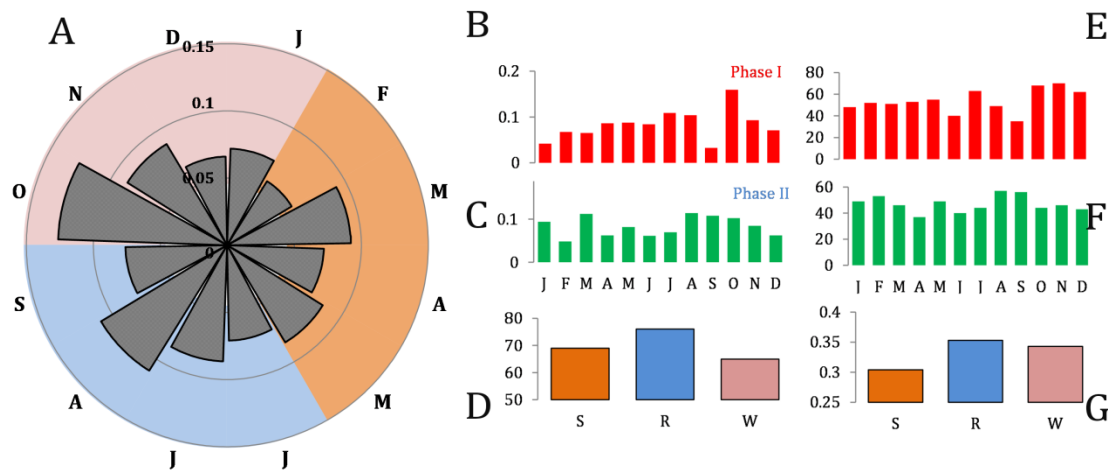 A
D
J
0.15
N
F
0.1
0.05
O
M
0
S
A
A
M
J
J
B
Phase I
0.2
0.1
0
C
Phase II
0.1
0
J F M A M J J A S O N D
D
80
70
60
50
S R W
E
80
60
40
20
0
F
60
40
20
0
J F M A M J J A S O N D
G
0.4
0.35
0.3
0.25
S R W